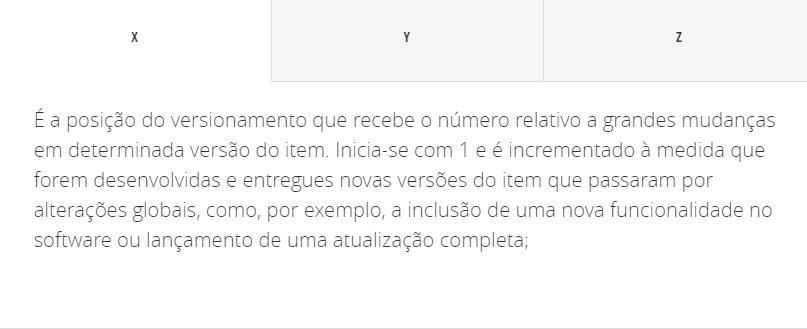 X Y Z
É a posição do versionamento que recebe o número relativo a grandes mudanças
em determinada versão do item. Inicia-se com 1 e é incrementado à medida que
forem desenvolvidas e entregues novas versões do item que passaram por
alterações globais, como, por exemplo, a inclusão de uma nova funcionalidade no
software ou lançamento de uma atualização completa;